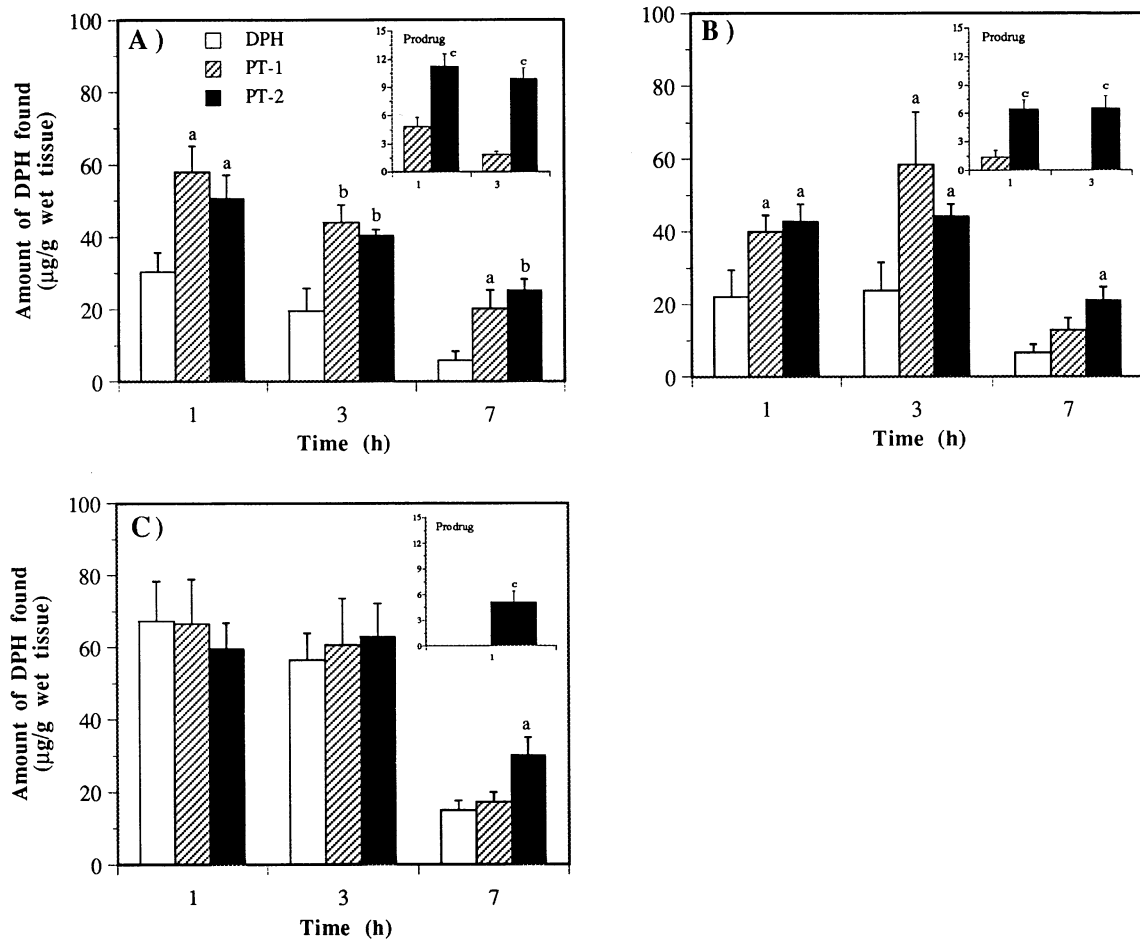 A)
DPH
PT-1
PT-2
Amount of DPH found
(µg/g wet tissue)
100
80
60
40
20
0
a
a
b
b
a
b
1
3
7
Time (h)
Prodrug
15
12
9
6
3
0
c
c
1
3
B)
100
80
60
40
20
0
a
a
a
a
a
1
3
7
Time (h)
Prodrug
15
12
9
6
3
0
c
c
1
3
C)
Amount of DPH found
(µg/g wet tissue)
100
80
60
40
20
0
a
1
3
7
Time (h)
Prodrug
15
12
9
6
3
0
c
1